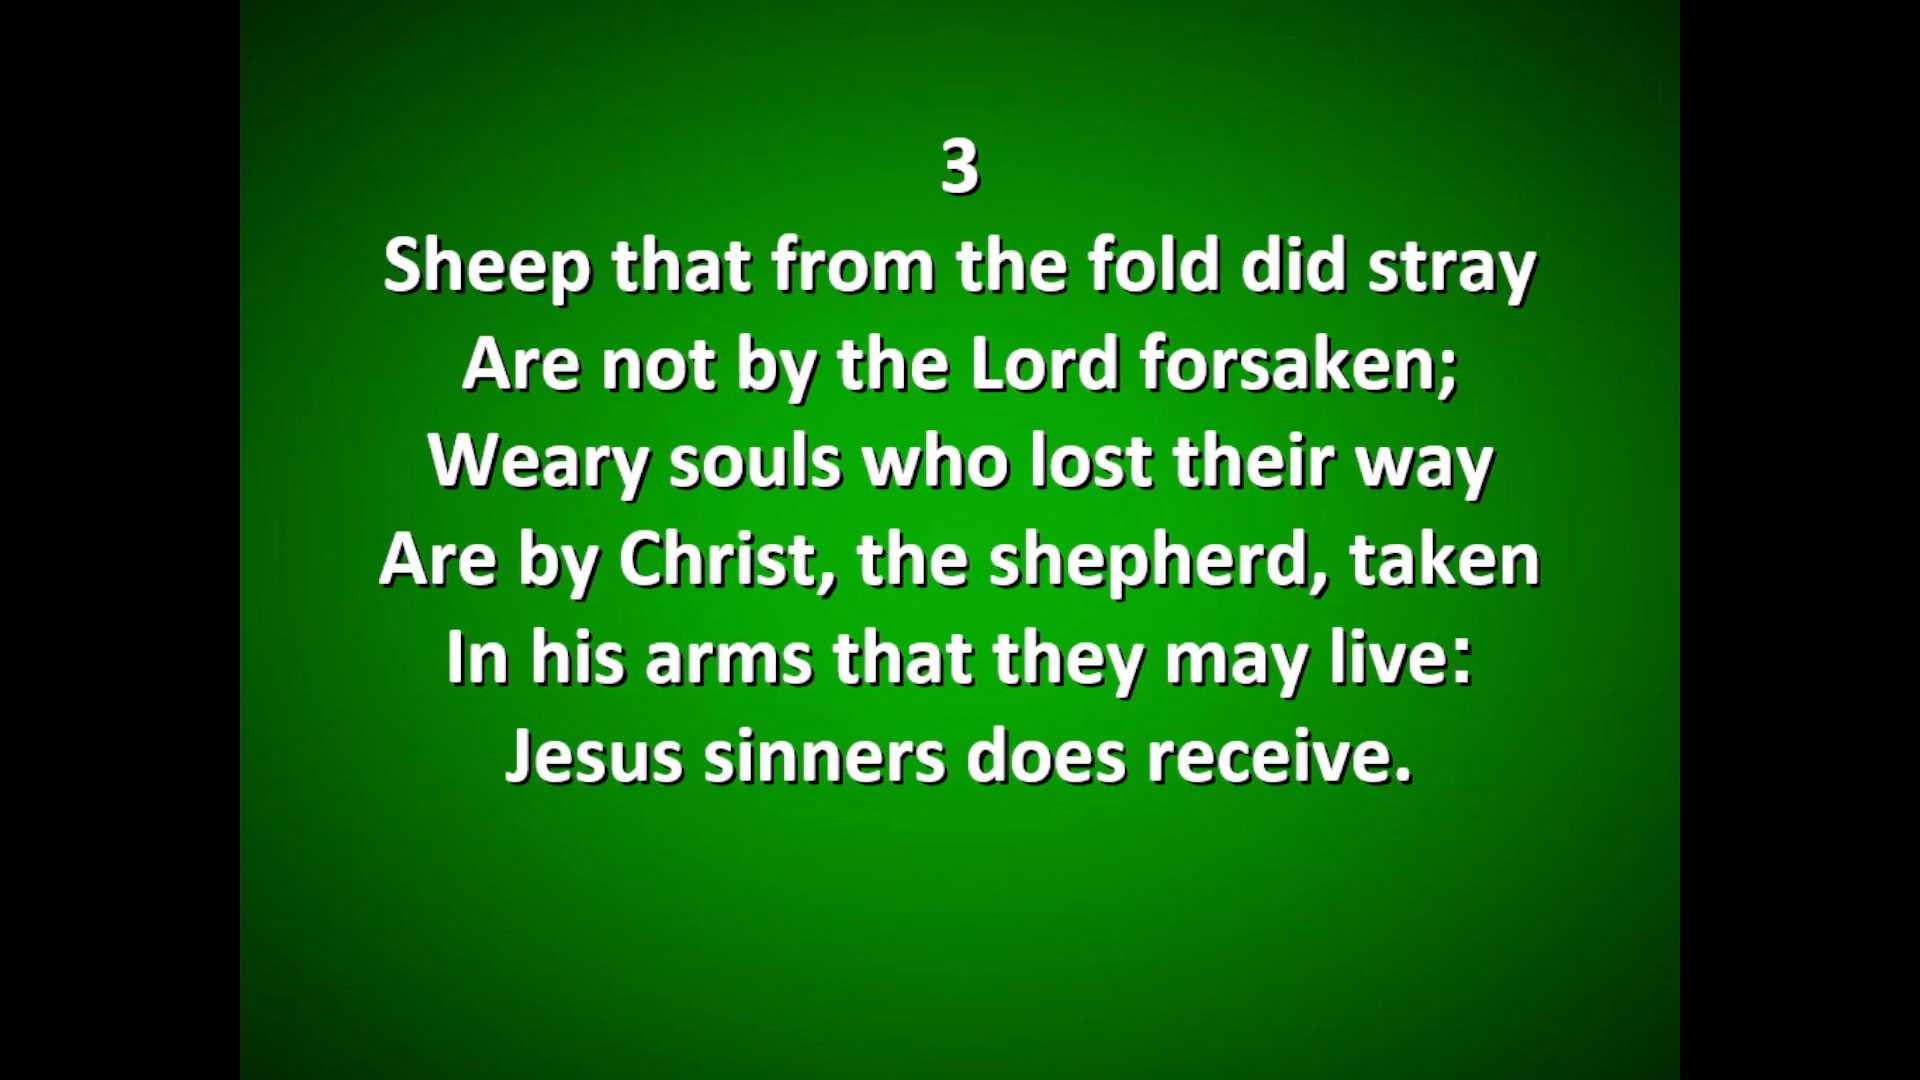 3
Sheep that from the fold did stray
Are not by the Lord forsaken;
Weary souls who lost their way
Are by Christ, the shepherd, taken
In his arms that they may live:
Jesus sinners does receive.